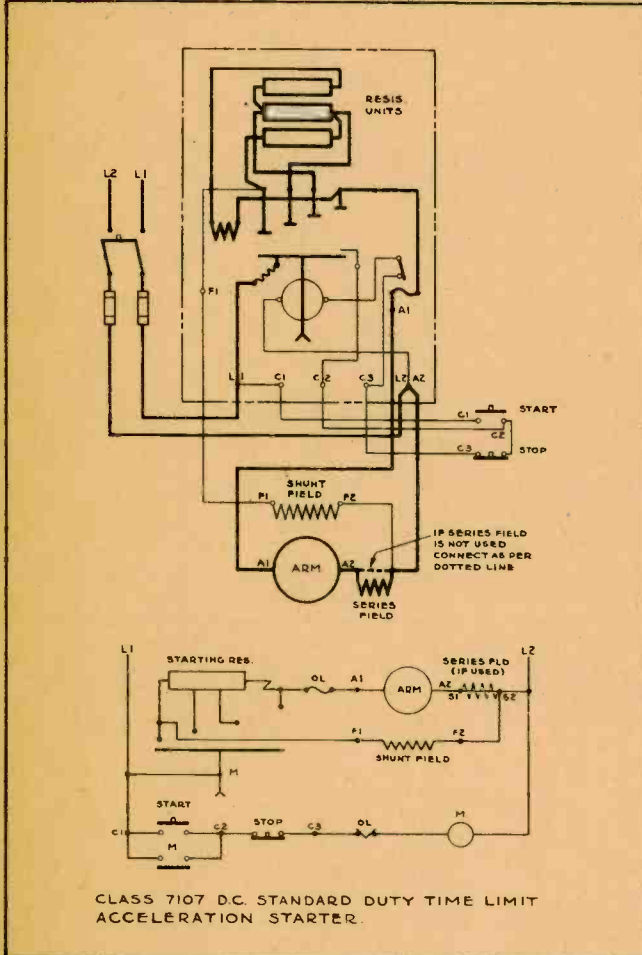 RESIS.
UNITS
L2 L1
F1
A1
L1 C1 C2 C3 L2 A2
C1 START
C2
C3 STOP
SHUNT
FIELD
F1 F2
IF SERIES FIELD
IS NOT USED
CONNECT AS PER
DOTTED LINE
A1 ARM A2
SERIES
FIELD
L1 L2
STARTING RES. OL A1 ARM A2 SERIES FLD
(IF USED)
S1 S2
F1 F2
SHUNT FIELD
M
START
C1 C2 STOP C3 OL M
M
CLASS 7107 D.C. STANDARD DUTY TIME LIMIT
ACCELERATION STARTER.